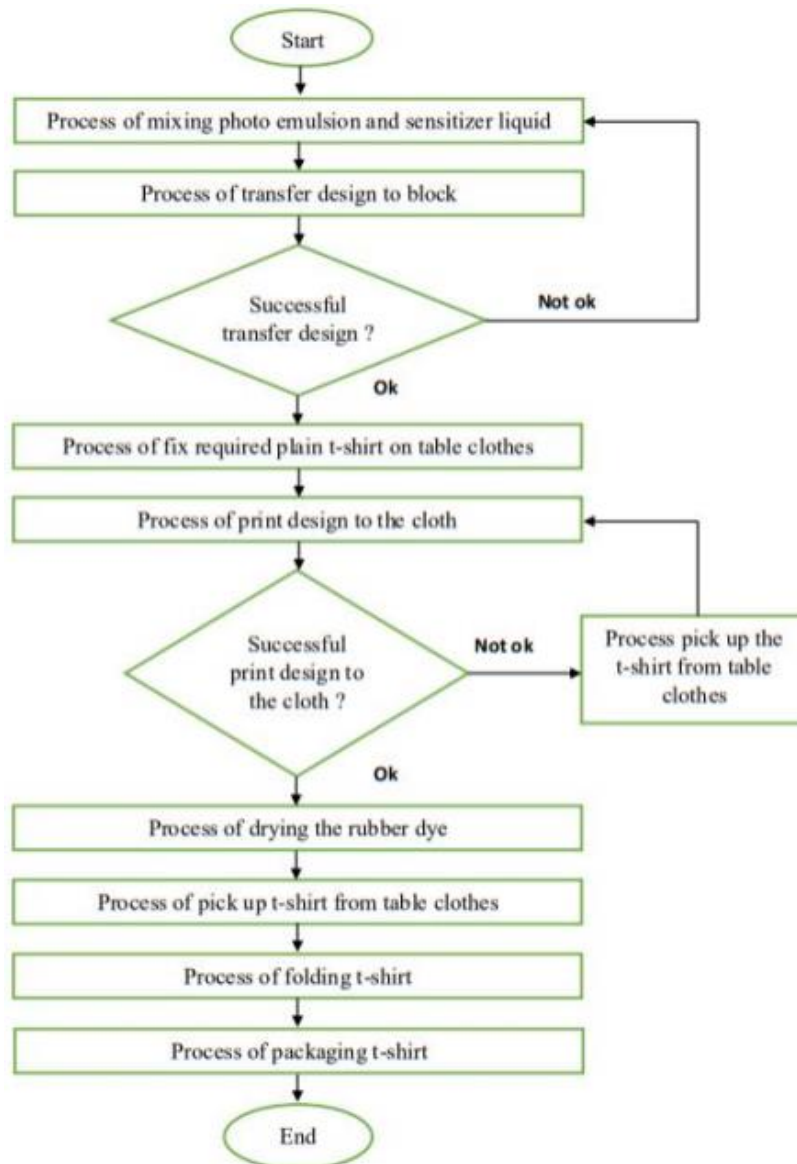 Start
Process of mixing photo emulsion and sensitizer liquid
Process of transfer design to block
Successful
transfer design ?
Not ok
Ok
Process of fix required plain t-shirt on table clothes
Process of print design to the cloth
Successful
print design to
the cloth ?
Not ok
Process pick up the
t-shirt from table
clothes
Ok
Process of drying the rubber dye
Process of pick up t-shirt from table clothes
Process of folding t-shirt
Process of packaging t-shirt
End